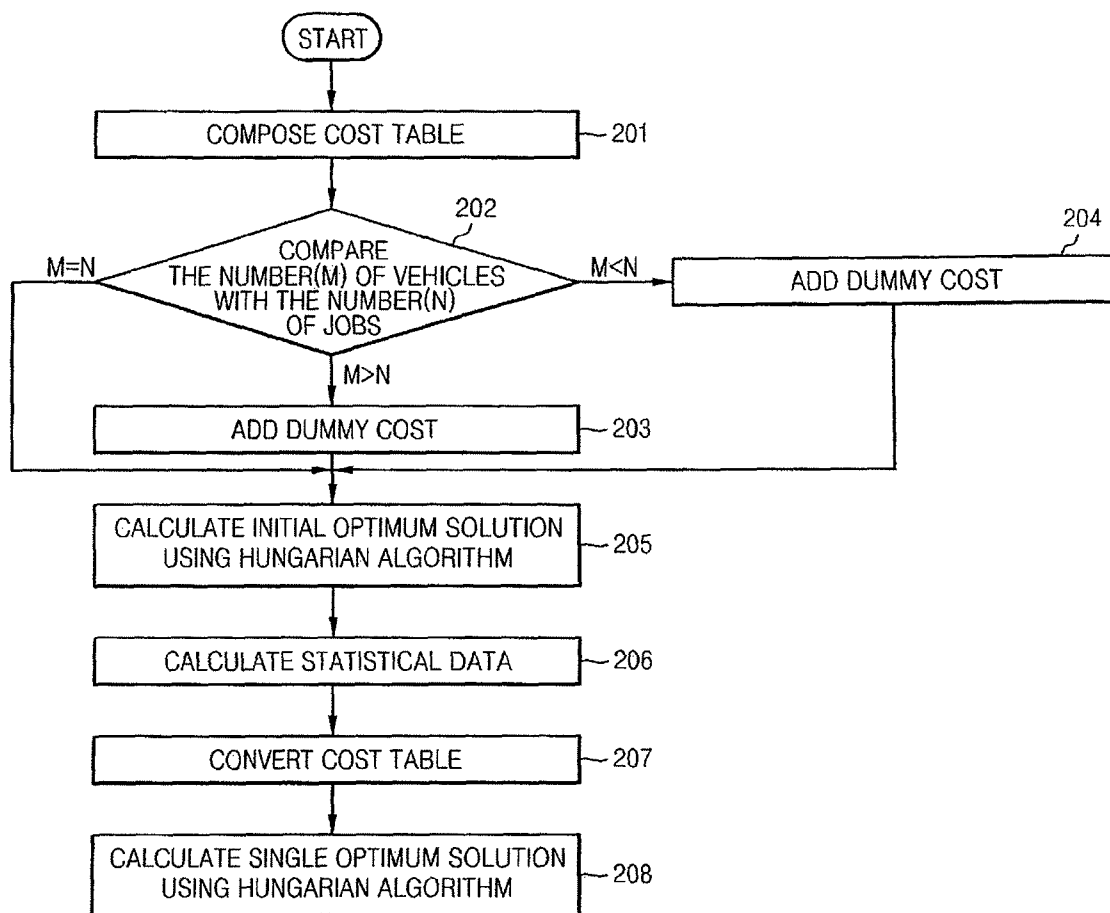 START
COMPOSE COST TABLE
201
202
COMPARE
THE NUMBER(M) OF VEHICLES
WITH THE NUMBER(N)
OF JOBS
M=N
M<N
204
ADD DUMMY COST
M>N
ADD DUMMY COST
203
CALCULATE INITIAL OPTIMUM SOLUTION
USING HUNGARIAN ALGORITHM
205
CALCULATE STATISTICAL DATA
206
CONVERT COST TABLE
207
CALCULATE SINGLE OPTIMUM SOLUTION
USING HUNGARIAN ALGORITHM
208